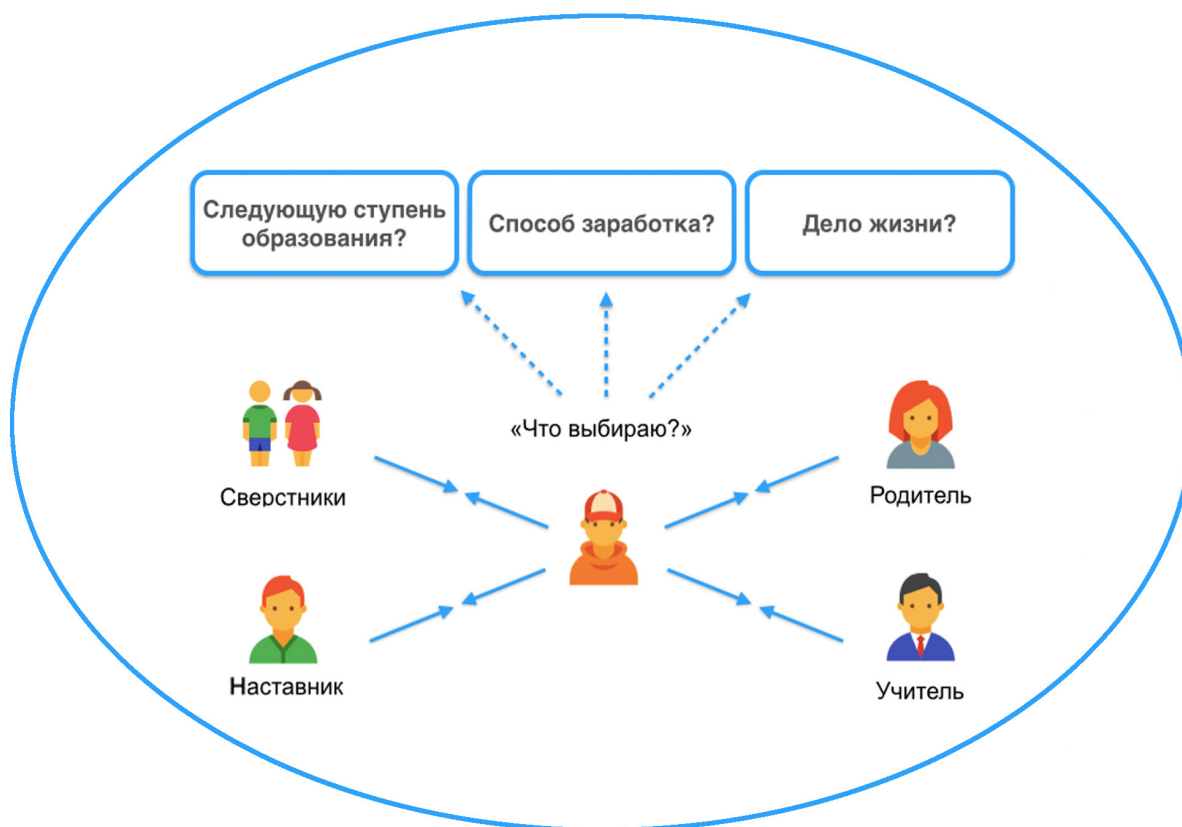 Следующую ступень
образования?
Способ заработка?
Дело жизни?
«Что выбираю?»
Сверстники
Родитель
Наставник
Учитель